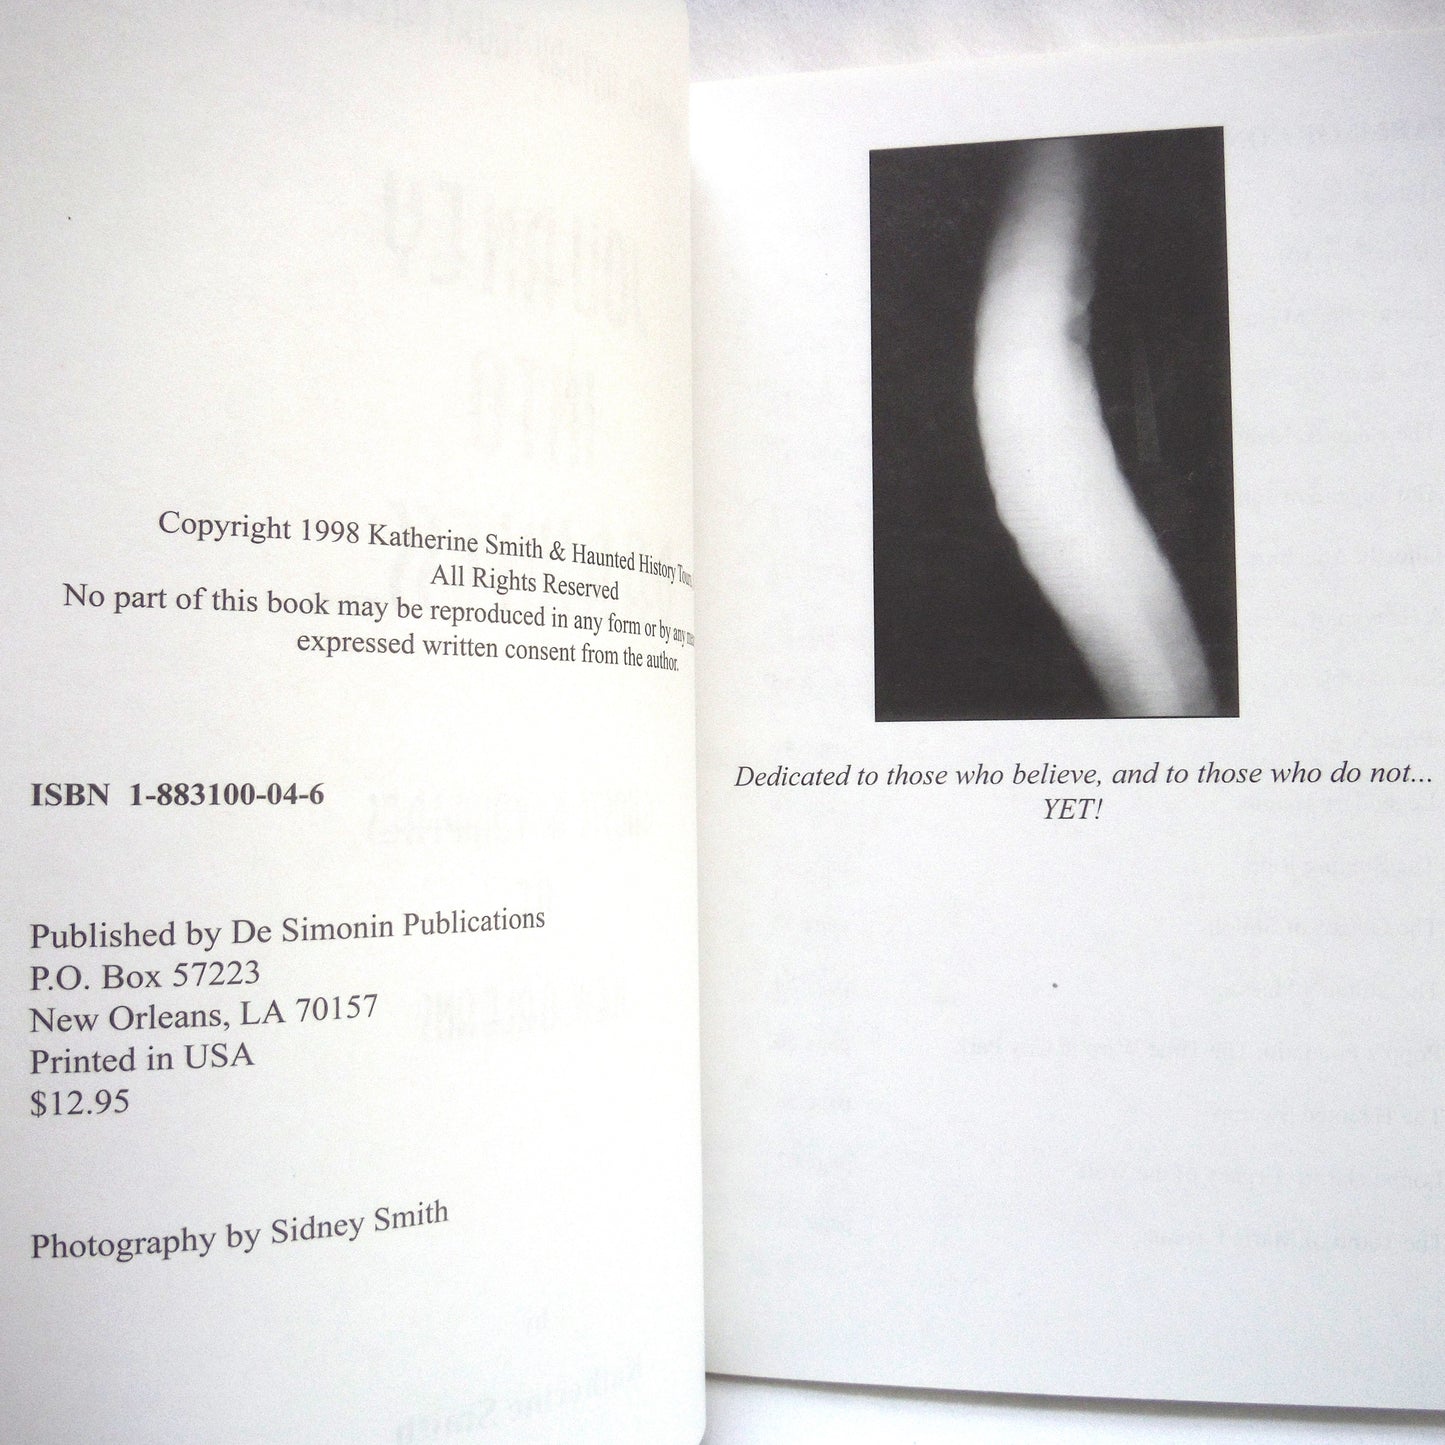 Copyright 1998 Katherine Smith & Haunted History
All Rights Reserved
No part of this book may be reproduced in any form or by any
expressed written consent from the author.
ISBN 1-883100-04-6
Published by De Simonin Publications
P.O. Box 57223
New Orleans, LA 70157
Printed in USA
$12.95
Photography by Sidney Smith
Dedicated to those who believe, and to those who do not...
YET!